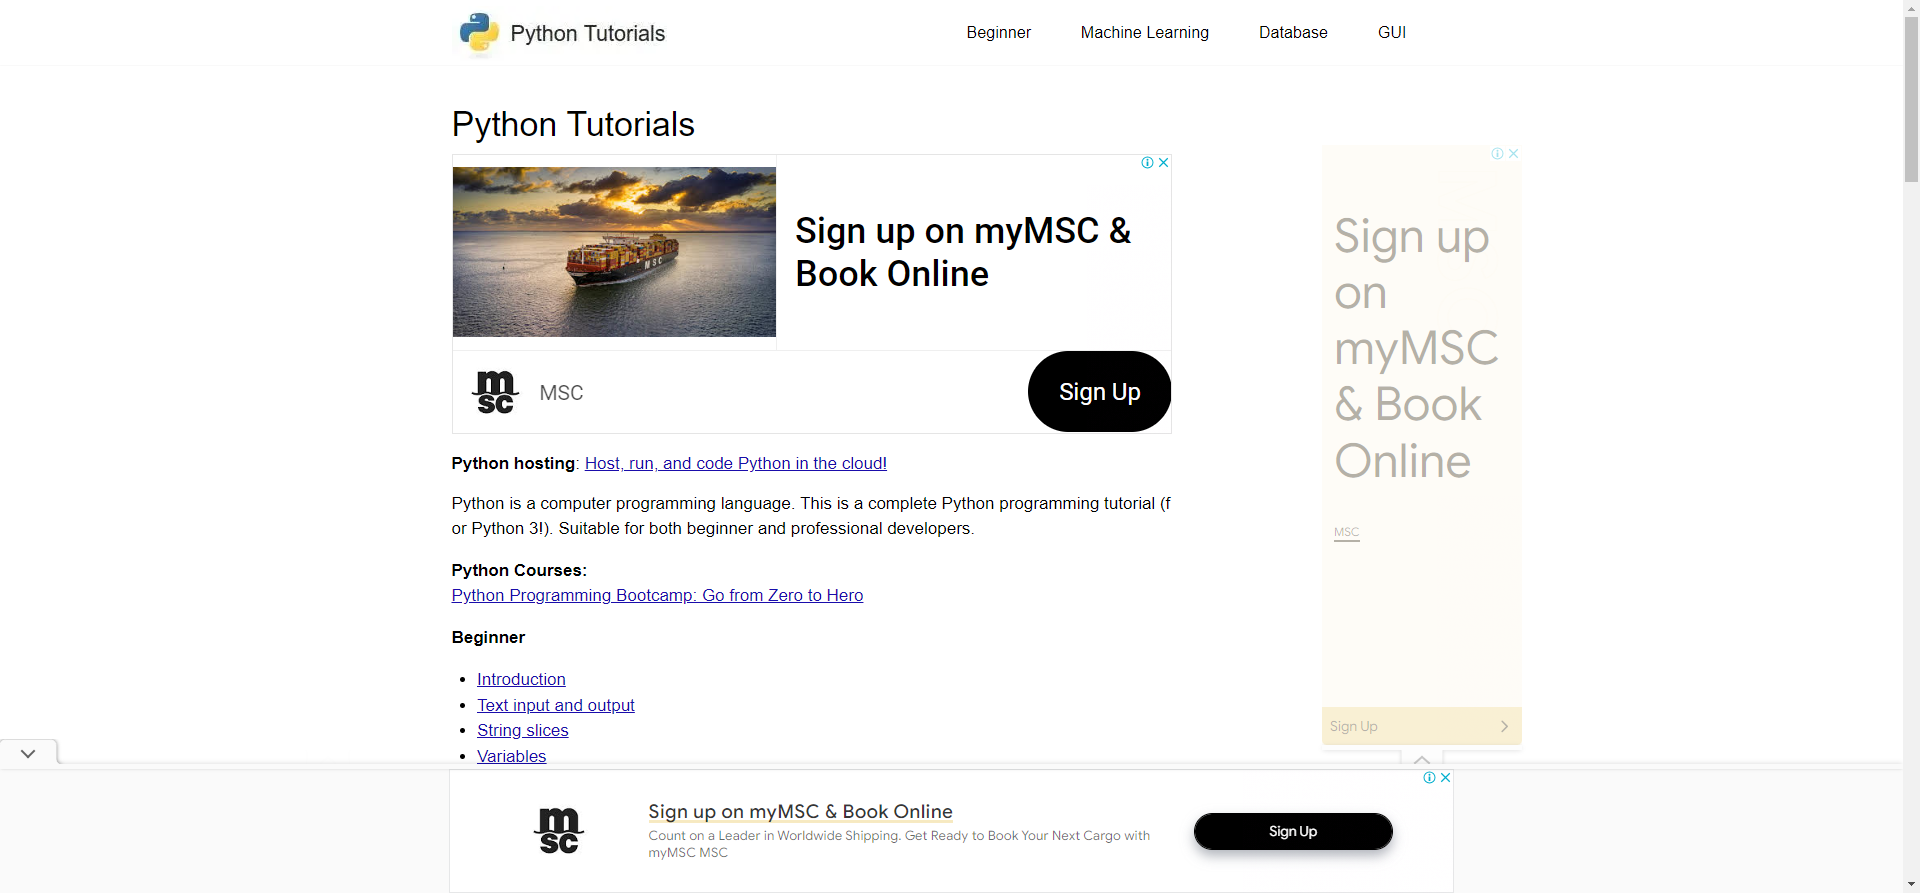 Python Tutorials
Beginner
Machine Learning
Database
GUI
Python Tutorials
Sign up on myMSC &
Book Online
msc
MSC
Sign Up
Python hosting: Host, run, and code Python in the cloud!
Python is a computer programming language. This is a complete Python programming tutorial (f
or Python 3!). Suitable for both beginner and professional developers.
Python Courses:
Python Programming Bootcamp: Go from Zero to Hero
Beginner
Introduction
Text input and output
String slices
Variables
Sign up
on
myMSC
& Book
Online
MSC
Sign Up
msc
Sign up on myMSC & Book Online
Count on a Leader in Worldwide Shipping. Get Ready to Book Your Next Cargo with
myMSC MSC
Sign Up